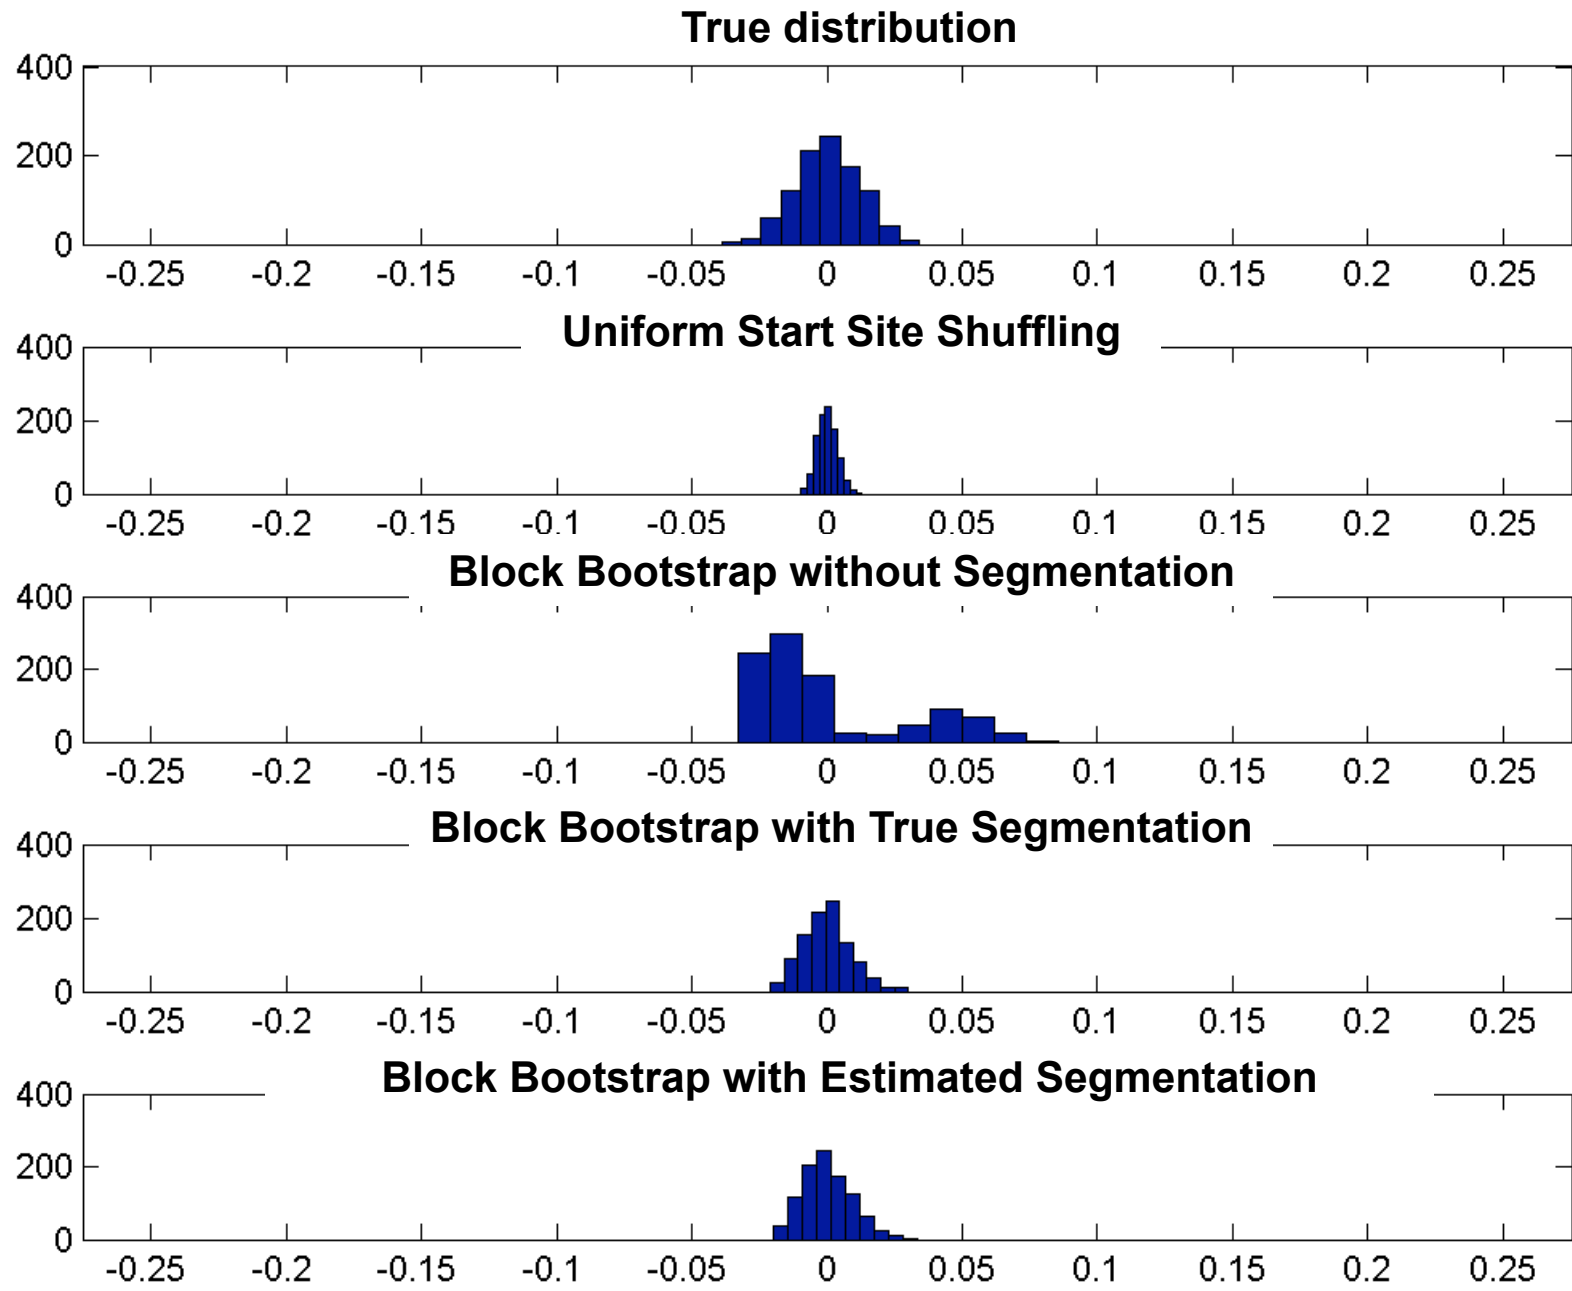 True distribution
400
200
0
-0.25 -0.2 -0.15 -0.1 -0.05 0 0.05 0.1 0.15 0.2 0.25
Uniform Start Site Shuffling
400
200
0
-0.25 -0.2 -0.15 -0.1 -0.05 0 0.05 0.1 0.15 0.2 0.25
Block Bootstrap without Segmentation
400
200
0
-0.25 -0.2 -0.15 -0.1 -0.05 0 0.05 0.1 0.15 0.2 0.25
Block Bootstrap with True Segmentation
400
200
0
-0.25 -0.2 -0.15 -0.1 -0.05 0 0.05 0.1 0.15 0.2 0.25
Block Bootstrap with Estimated Segmentation
400
200
0
-0.25 -0.2 -0.15 -0.1 -0.05 0 0.05 0.1 0.15 0.2 0.25